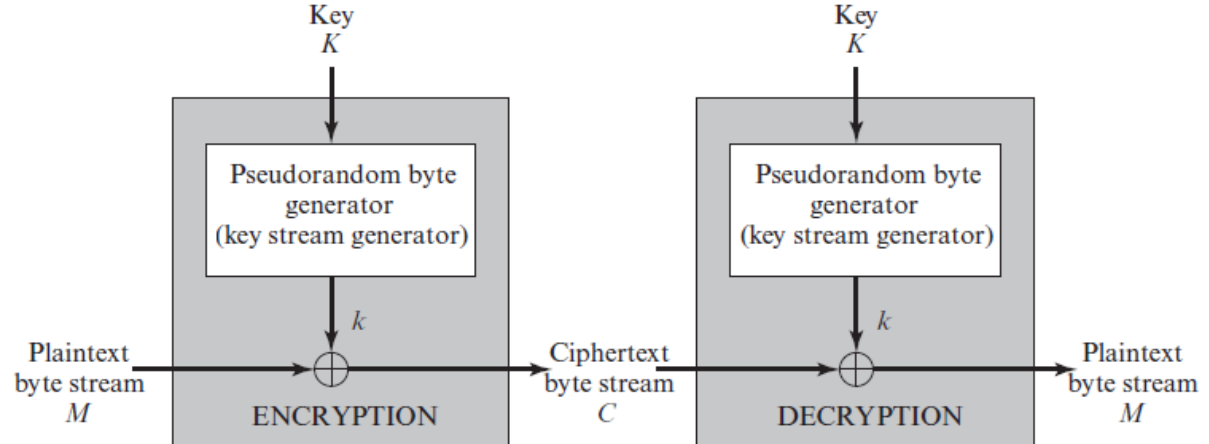 Key
K
Pseudorandom byte
generator
(key stream generator)
k
Plaintext
byte stream
M
ENCRYPTION
Ciphertext
byte stream
C
Key
K
Pseudorandom byte
generator
(key stream generator)
k
DECRYPTION
Plaintext
byte stream
M